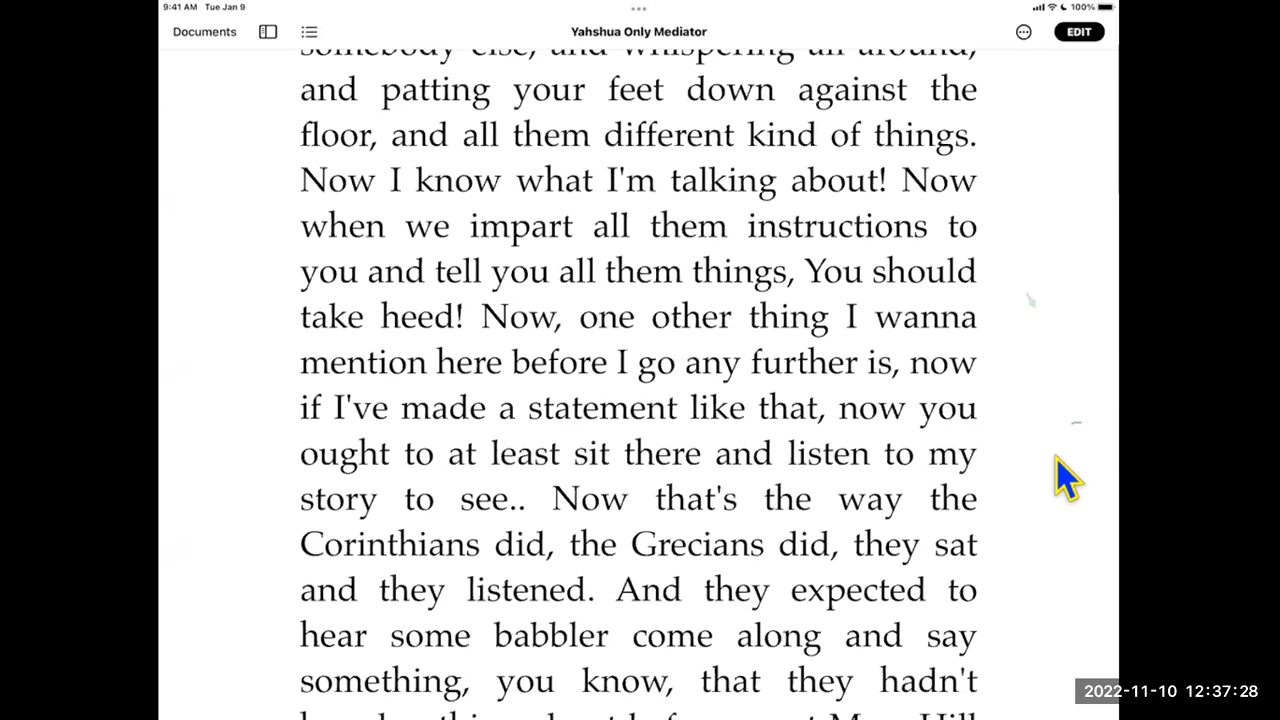 9:41 AM Tue Jan 9
100%
Documents
Yahshua Only Mediator
EDIT
somebody else, and whispering all around,
and patting your feet down against the
floor, and all them different kind of things.
Now I know what I'm talking about! Now
when we impart all them instructions to
you and tell you all them things, You should
take heed! Now, one other thing I wanna
mention here before I go any further is, now
if I've made a statement like that, now you
ought to at least sit there and listen to my
story to see.. Now that's the way the
Corinthians did, the Grecians did, they sat
and they listened. And they expected to
hear some babbler come along and say
something, you know, that they hadn't
2022-11-10 12:37:28